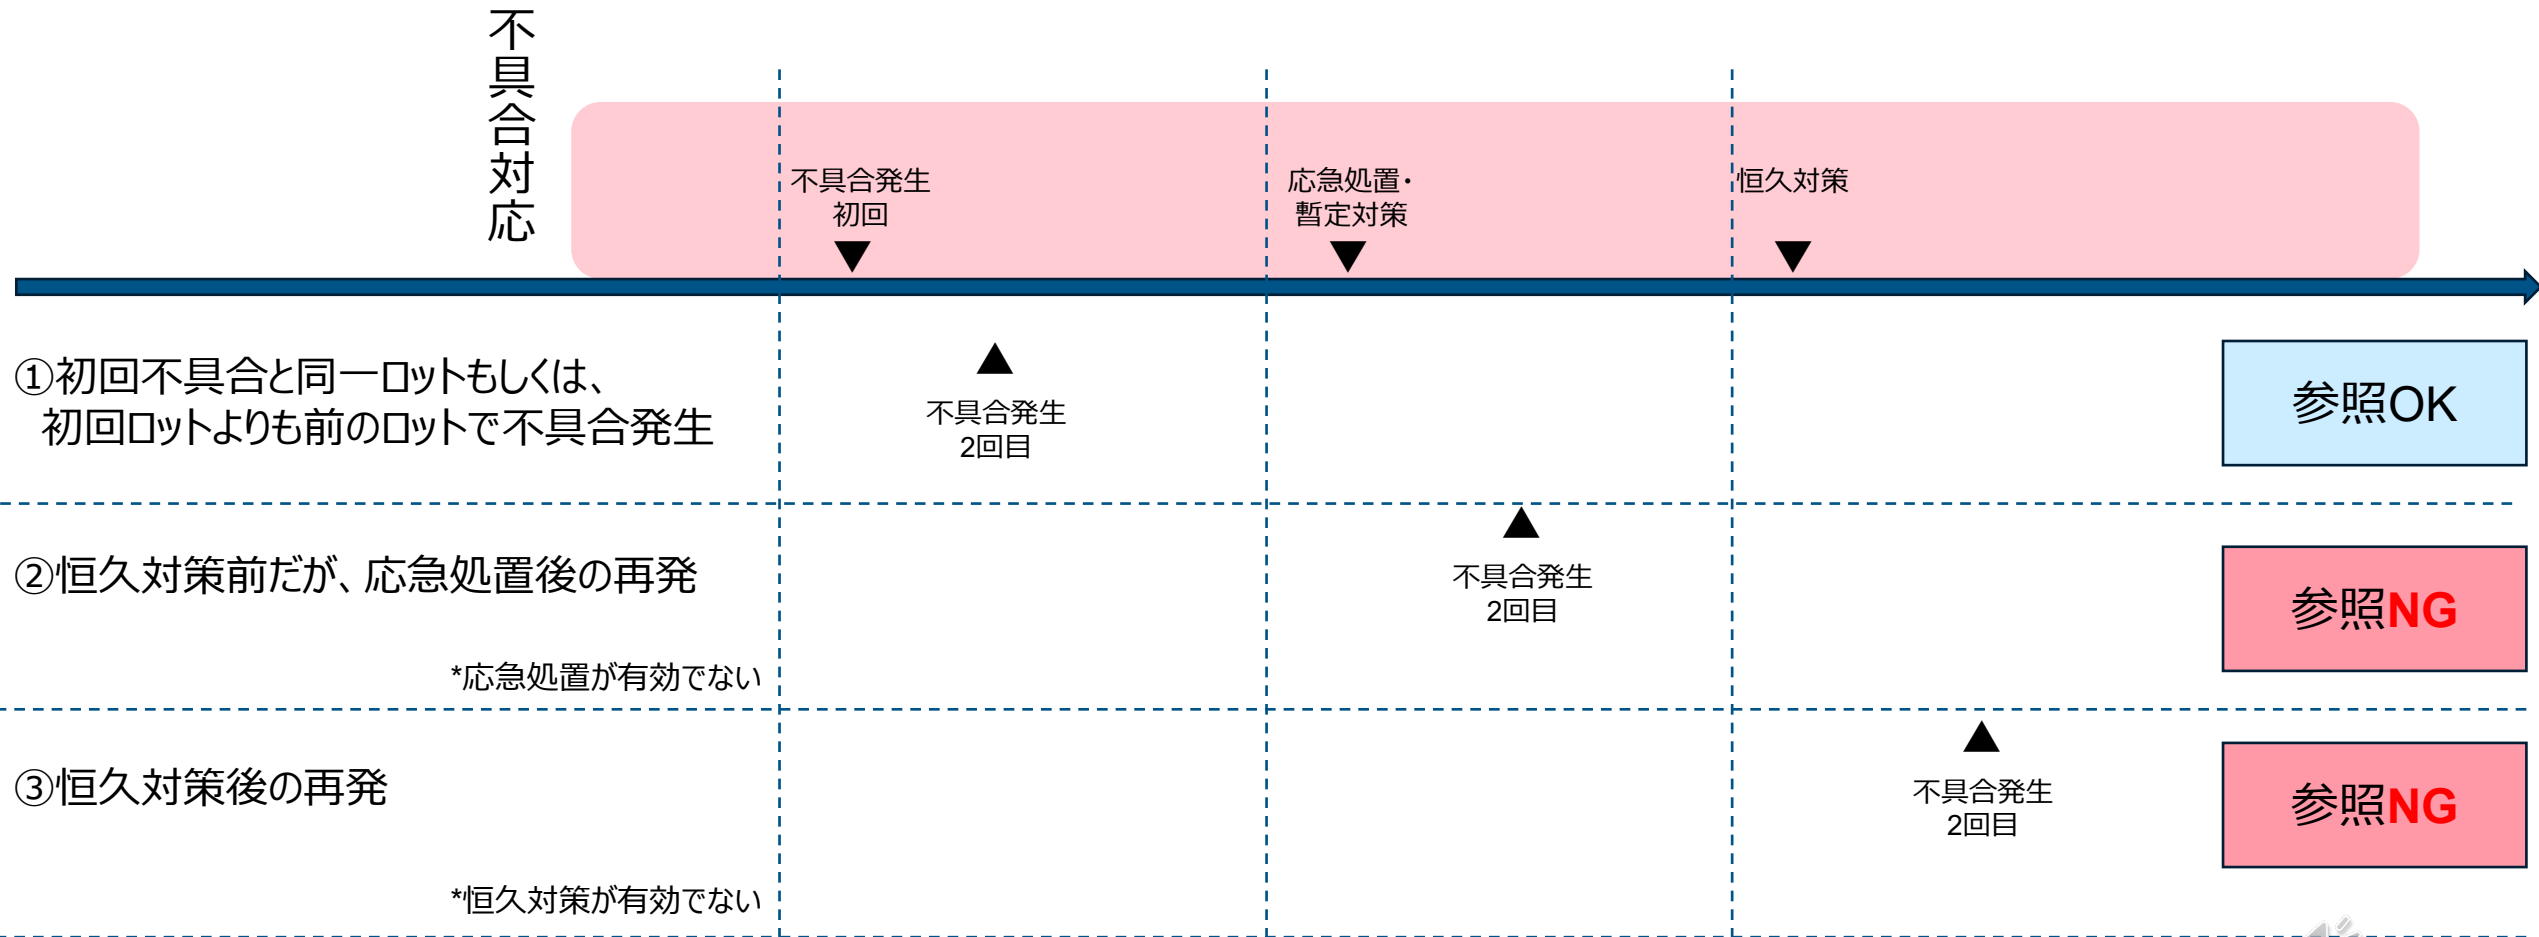 不具合対応
不具合発生
初回
応急処置・
暫定対策
恒久対策
①初回不具合と同一ロットもしくは、
初回ロットよりも前のロットで不具合発生
不具合発生
2回目
参照OK
②恒久対策前だが、応急処置後の再発
*応急処置が有効でない
不具合発生
2回目
参照NG
③恒久対策後の再発
*恒久対策が有効でない
不具合発生
2回目
参照NG